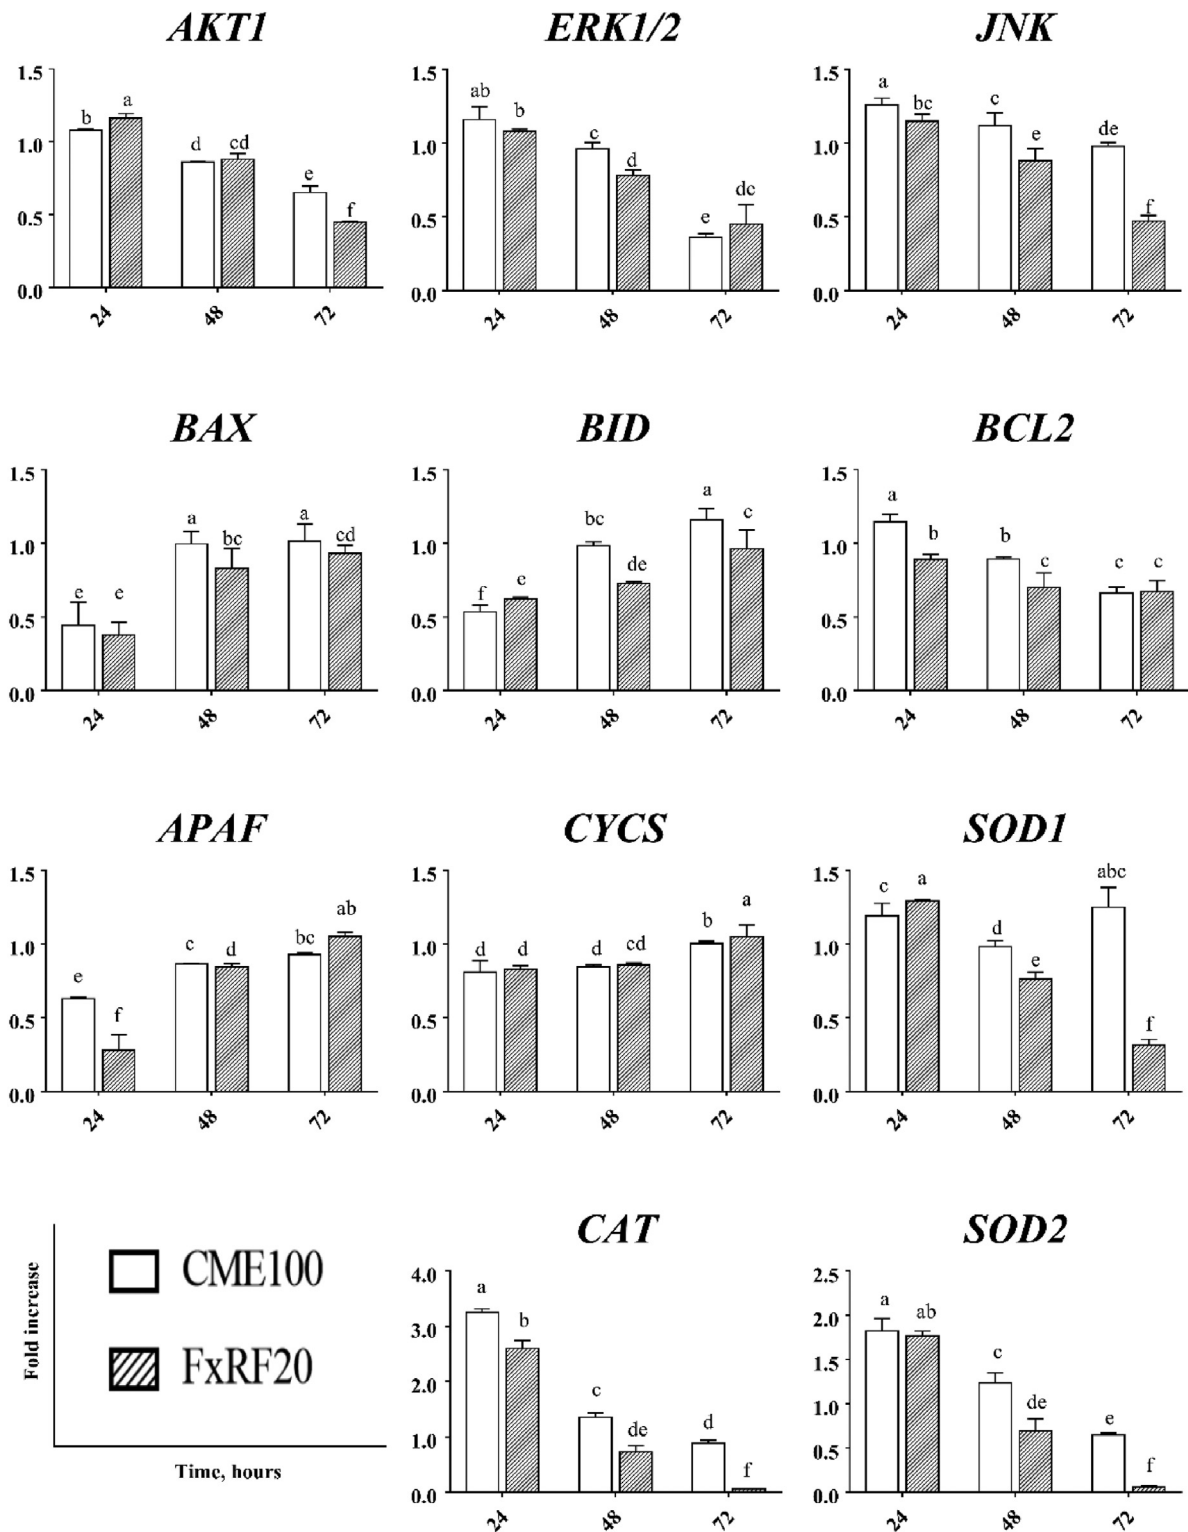 AKT1 ERK1/2 JNK
1.5 1.5 1.5
a ab b a bc
b c c
1.0 d cd 1.0 d 1.0 e de
e dc
0.5 f 0.5 e 0.5 f
0.0 0.0 0.0
24 48 72 24 48 72 24 48 72
BAX BID BCL2
1.5 1.5 1.5
a a bc a a
1.0 bc cd 1.0 de c 1.0 b b
e e f e c c c
0.5 0.5 0.5
0.0 0.0 0.0
24 48 72 24 48 72 24 48 72
APAF CYCS SOD1
1.5 1.5 1.5
ab a c a abc
c d bc d d d cd b d
1.0 1.0 1.0 e
e
0.5 f 0.5 0.5 f
0.0 0.0 0.0
24 48 72 24 48 72 24 48 72
CAT SOD2
Fold increase
CME100
FxRF20
Time, hours
4.0 2.5
a a ab
3.0 b 2.0
c
2.0 1.5
c 1.0 de e
1.0 de d 0.5
f f
0.0 0.0
24 48 72 24 48 72